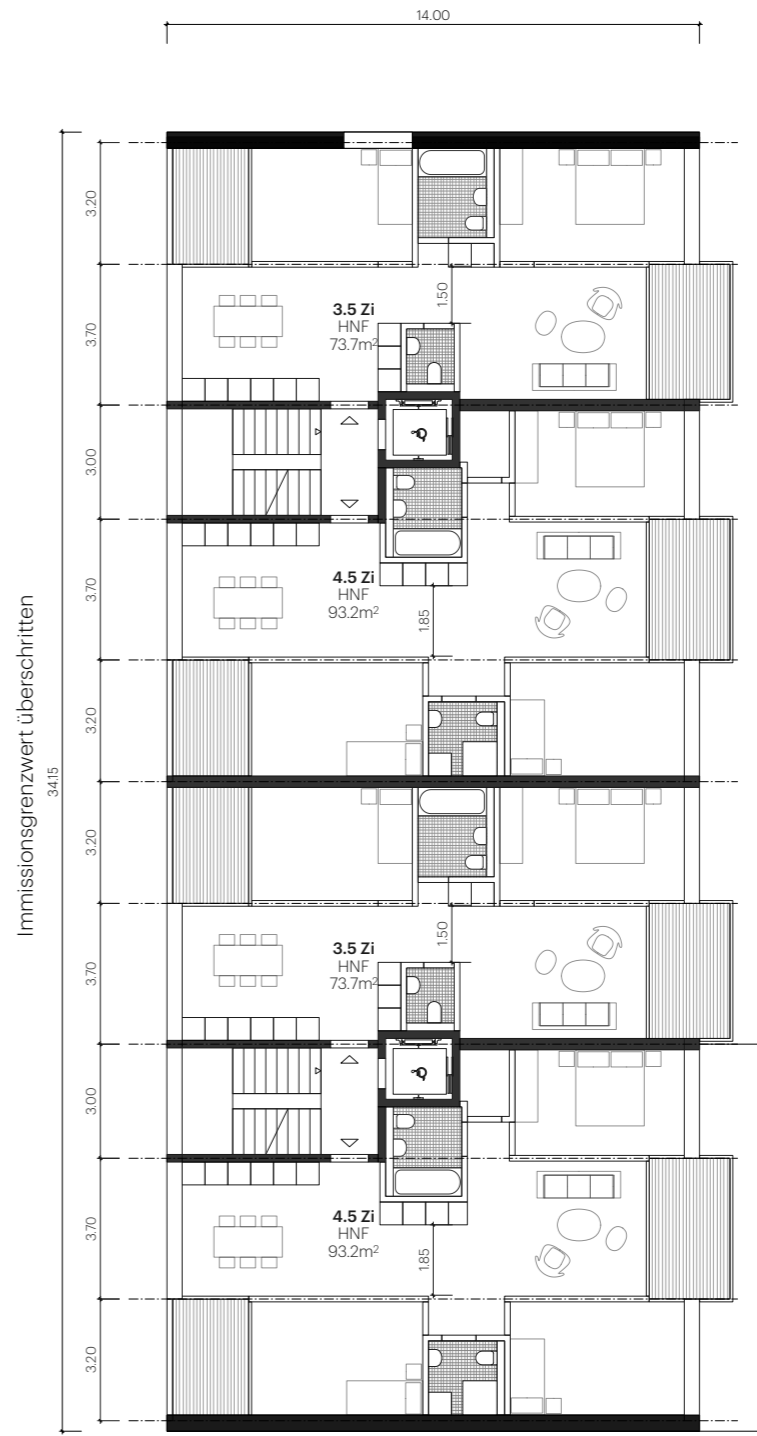 14.00
3.20
3.5 Zi
HNF
73.7m²
1.50
3.70
3.00
3.70
4.5 Zi
HNF
93.2m²
1.85
Immissionsgrenzwert überschritten
34.15
3.20
3.20
3.5 Zi
HNF
73.7m²
1.50
3.70
3.00
3.70
4.5 Zi
HNF
93.2m²
1.85
3.20